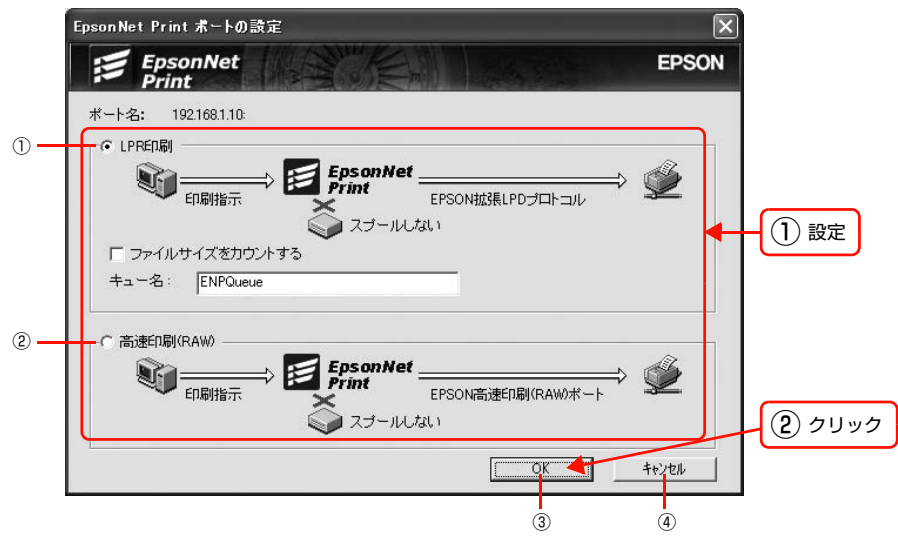 EpsonNet Print ポートの設定
EpsonNet
Print
EPSON
ポート名: 192.168.1.10:
①
LPR印刷
印刷指示
EpsonNet
Print
EPSON拡張LPDプロトコル
スプールしない
① 設定
ファイルサイズをカウントする
キュー名: ENPQueue
②
高速印刷(RAW)
印刷指示
EpsonNet
Print
EPSON高速印刷(RAW)ポート
スプールしない
② クリック
OK
キャンセル
③
④